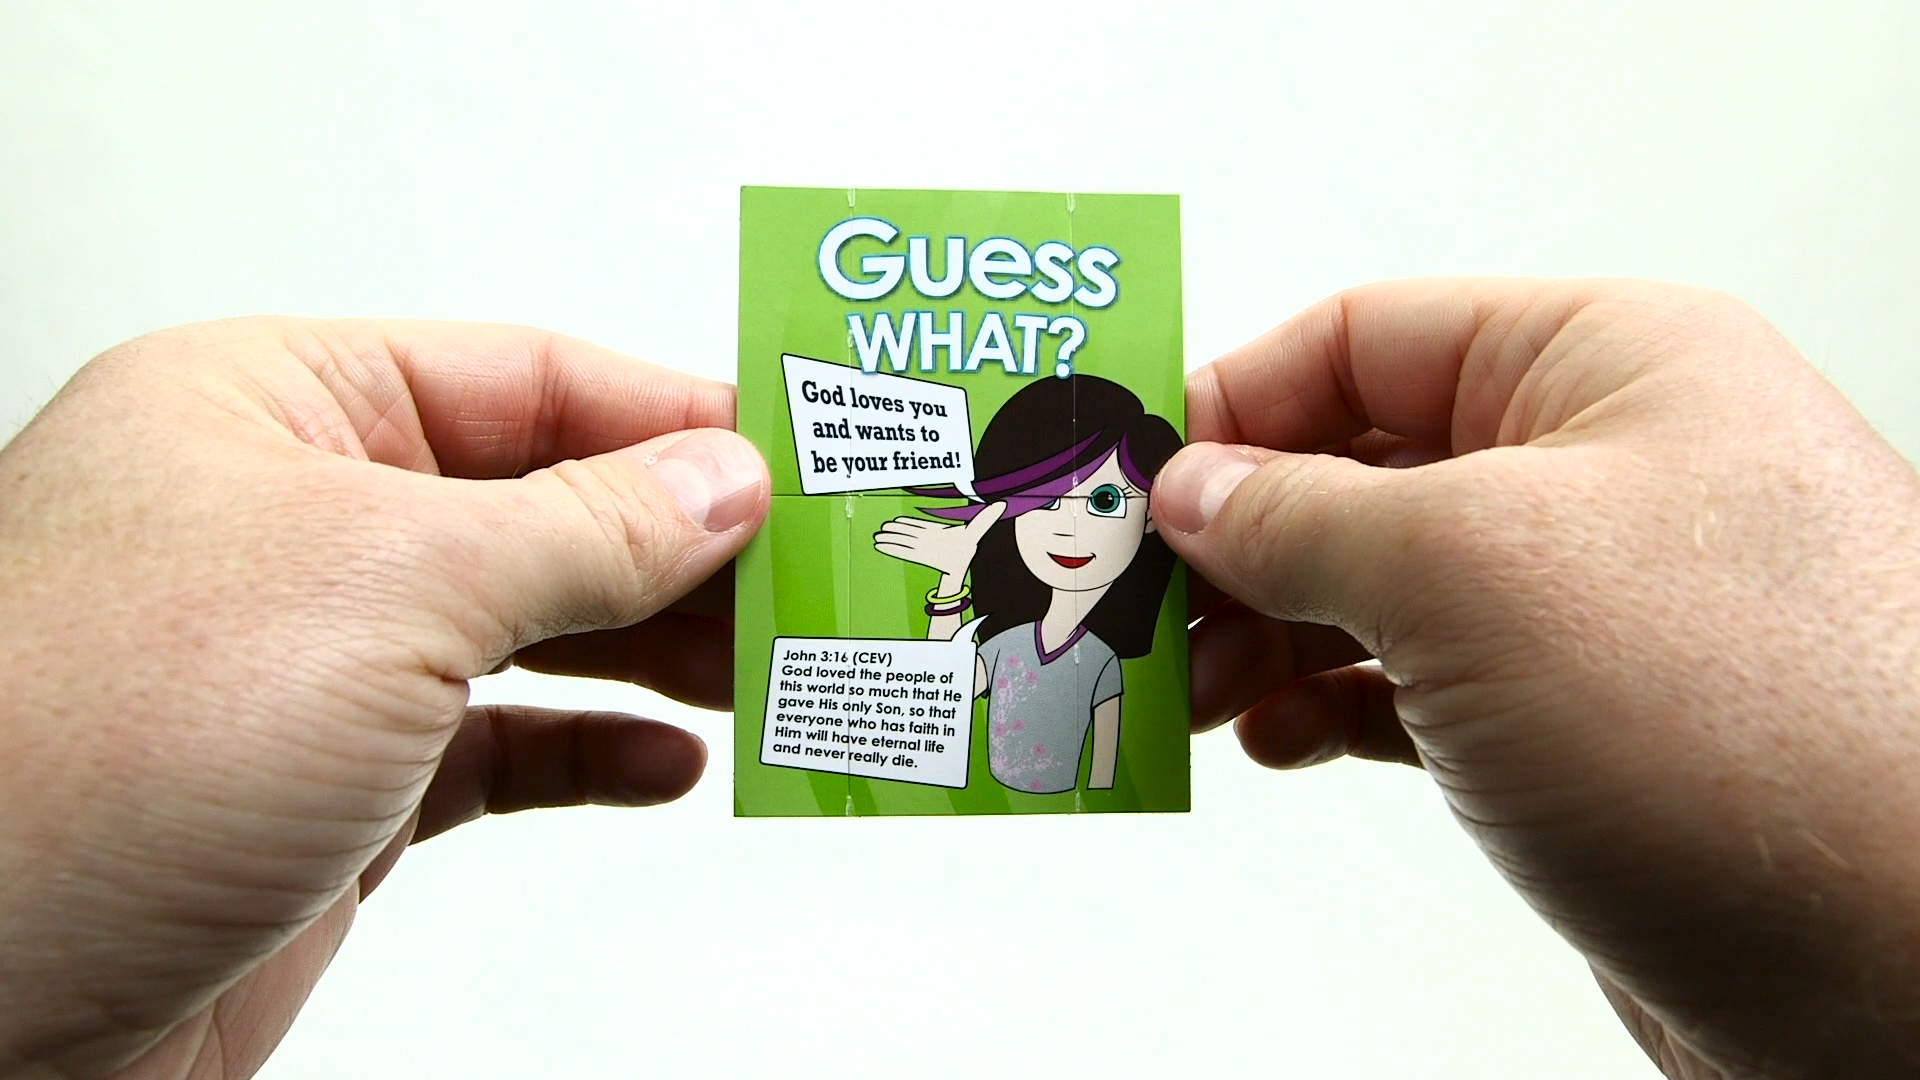 Guess
WHAT?
God loves you
and wants to
be your friend!
John 3:16 (CEV)
God loved the people of
this world so much that He
gave His only Son, so that
everyone who has faith in
Him will have eternal life
and never really die.